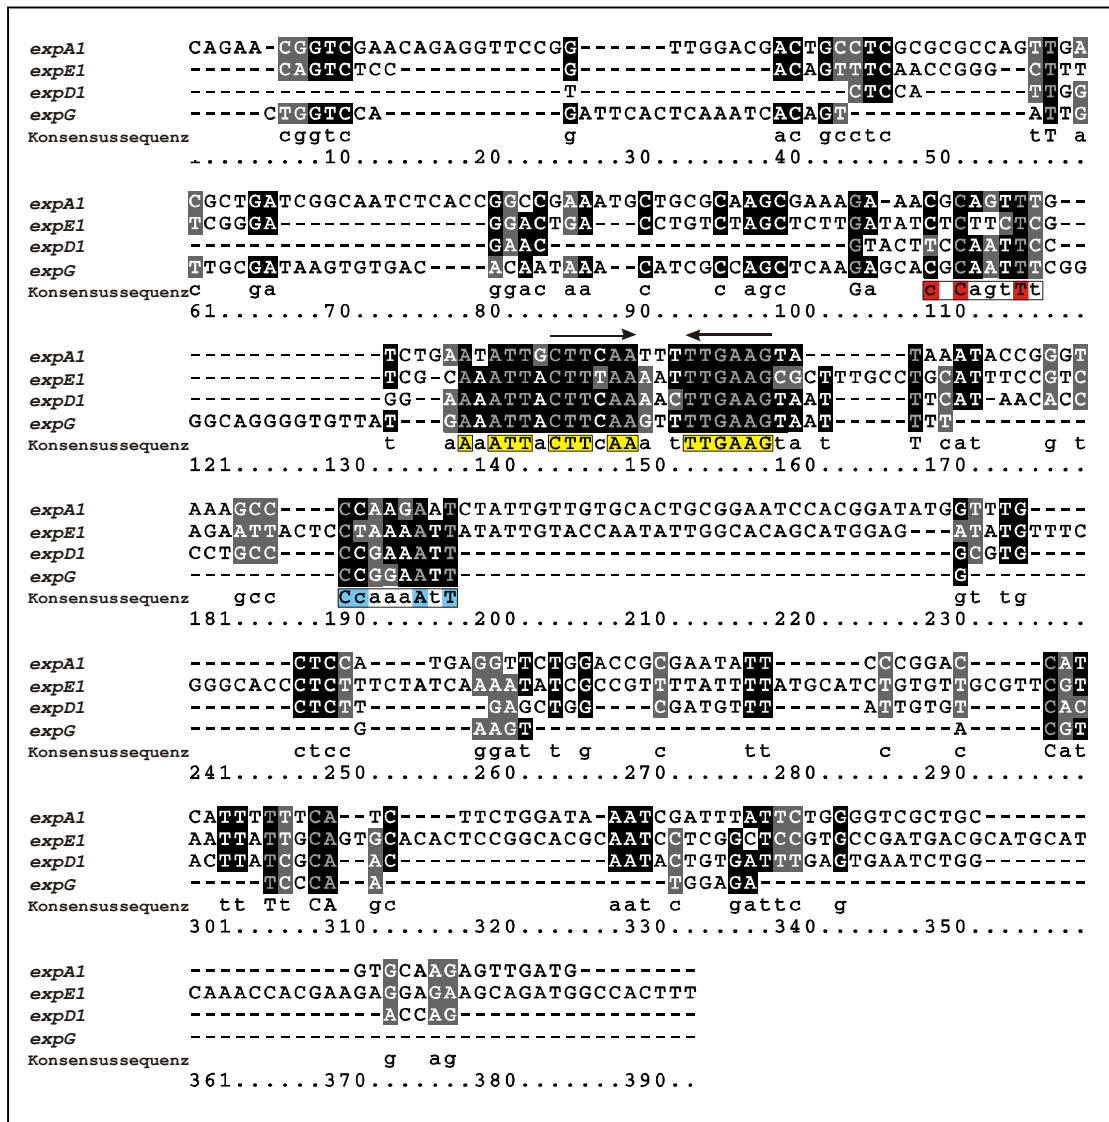 expA1 CAGAA-CGGTCGAACAGAGGTTCCGG------TTGGACGACTGCCTCGCGCGCCAGTTGA
expE1 ------CAGTCTCC-----------G-------------ACAGTTTCAACCGGG--CTTT
expD1 -------------------------T------------------CTCCA-------TTGG
expG -----CTGGTCCA------------GATTCACTCAAATCACAGT------------ATTG
Konsensussequenz cggtc g ac gcctc tT a
1........10........20........30........40........50.........
expA1 CGCTGATCGGCAATCTCACCGGCCGAAATGCTGCGCAAGCGAAAGA-AACGCAGTTTG--
expE1 TCGGGA--------------GGACTGA---CCTGTCTAGCTCTTGATATCTCTTCTCG--
expD1 --------------------GAAC--------------------GTACTTCCAATTCC--
expG TTGCGATAAGTGTGAC----ACAATAAA--CATCGCCAGCTCAAGAGCACGCAATTTCGG
Konsensussequenz c ga ggac aa c cagc Ga c CagtTt
61.......70........80........90........100.......110........
expA1 -------------TCTGAATATTGCTTCAATTTTTGAAGTA-------TAAATACCGGGT
expE1 -------------TCG-CAAATTACTTTAAAATTTGAAGCGCTTTGCCTGCATTTCCGTC
expD1 -------------GG--AAAATTACTTCAAAACTTGAAGTAAT-----TTCAT-AACACC
expG GGCAGGGGTGTTAT---GAAATTACTTCAAGTTTTGAAGTAAT-----TTT---------
Konsensussequenz t aAaATTaCTTcAAat TTGAAGtat t T cat g t
121......130.......140.......150.......160.......170........
expA1 AAAGCC----CCAAGAATCTATTGTTGTGCACTGCGGAATCCACGGATATGGTTTG----
expE1 AGAATTACTCCTAAAATTATATTGTACCAATATTGGCACAGCATGGAG---ATATGTTTC
expD1 CCTGCC----CCGAAATT---------------------------------GCGTG----
expG ----------CCGGAATT---------------------------------G--------
Konsensussequenz gcc CcaaaAtT gt tg
181......190.......200.......210.......220.......230........
expA1 -------CTCCA----TGAGGTTCTGGACCGCGAATATT------CCCGGAC-----CAT
expE1 GGGCACCCTCTTTCTATCAAAATATCGCCGTTTTATTTTATGCATCTGTGTTGCGTTCGT
expD1 -------CTCTT--------GAGCTGG----CGATGTTT------ATTGTGT-----CAC
expG -----------G-------AAGT----------------------------A-----CGT
Konsensussequenz ctcc ggat t g c tt c c Cat
241......250.......260.......270.......280.......290........
expA1 CATTTTTTCA--TC----TTCTGGATA-AATCGATTTATTCTGGGGTCGCTGC-------
expE1 AATTATTGCAGTGCACACTCCGGCACGCAATCCTCGGCTCCGTGCCGATGACGCATGCAT
expD1 ACTTATCGCA--AC--------------AATACTGTGATTTGAGTGAATCTGG-------
expG -----TCCCA--A-------------------TGGAGA----------------------
Konsensussequenz tt Tt CA gc aat c gattc g
301......310.......320.......330.......340.......350........
expA1 -----------GTGCAAGAGTTGATG--------
expE1 CAAACCACGAAGAGGAGAAGCAGATGGCCACTTT
expD1 -------------ACCAG----------------
expG ----------------------------------
Konsensussequenz g ag
361......370.......380.......390..